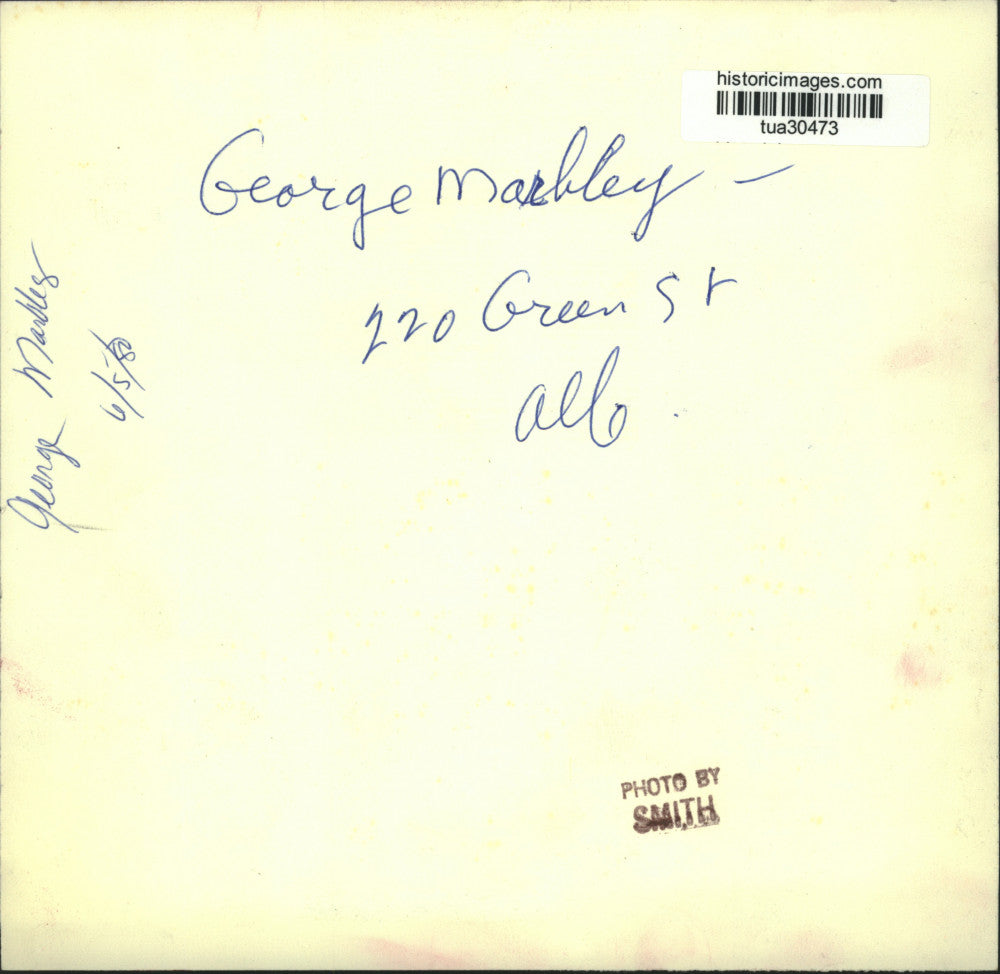 historicimages.com
tua30473
George Markley —
220 Green St
Alb.
George Markley
6/5/80
PHOTO BY
SMITH